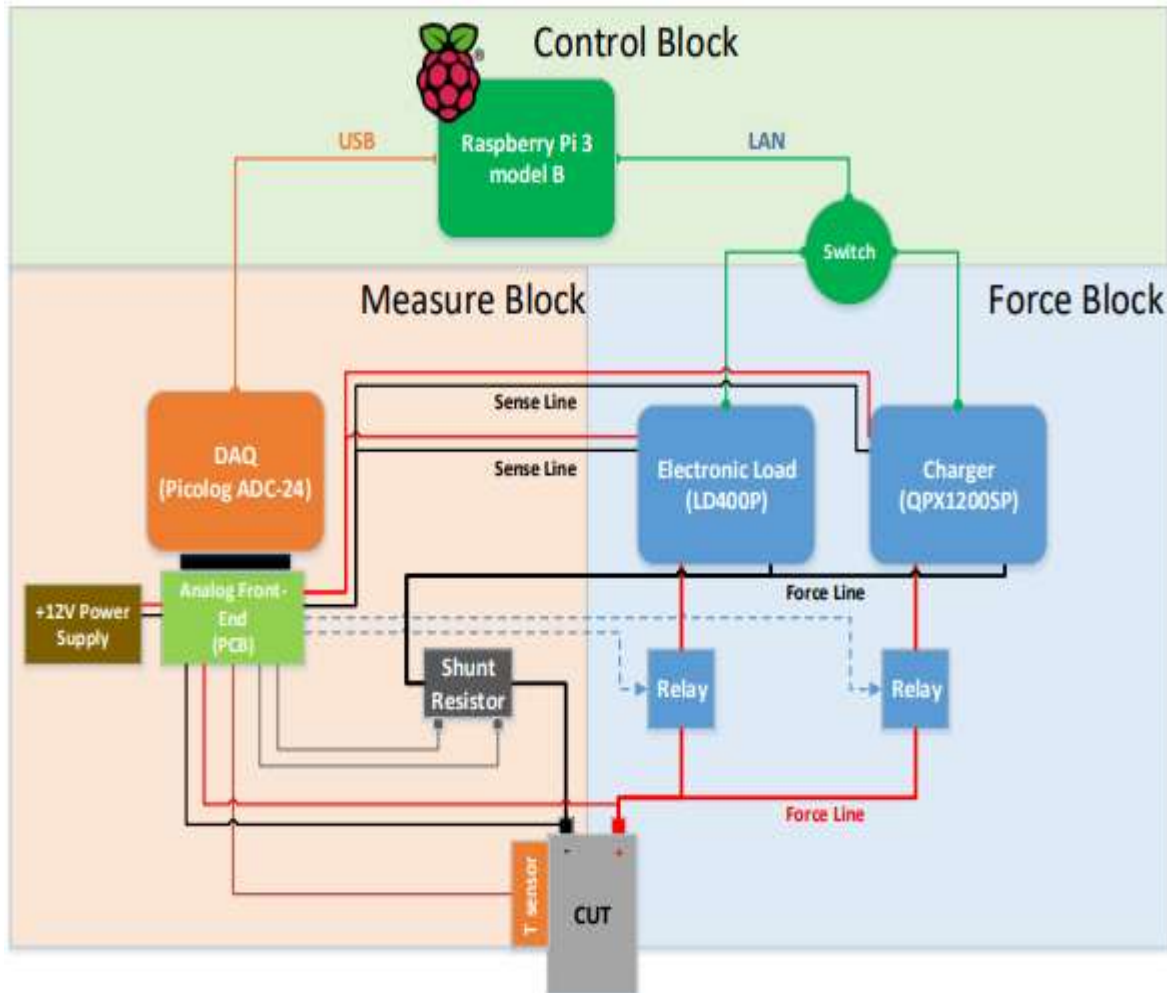 Control Block
®
Raspberry Pi 3
model B
USB
LAN
Switch
Measure Block
Force Block
Sense Line
Sense Line
DAQ
(Picolog ADC-24)
Electronic Load
(LD400P)
Charger
(QPX1200SP)
+12V Power
Supply
Analog Front-
End
(PCB)
Force Line
Shunt
Resistor
Relay
Relay
Force Line
- +
T sensor
CUT